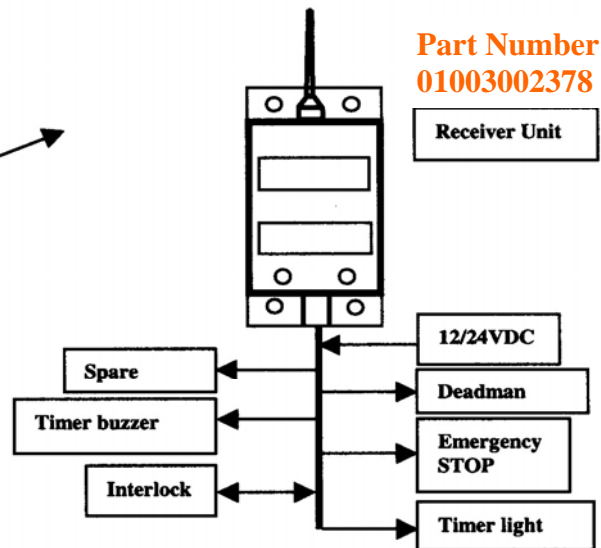 Part Number
01003002378
Receiver Unit
12/24VDC
Spare
Deadman
Timer buzzer
Emergency
STOP
Interlock
Timer light